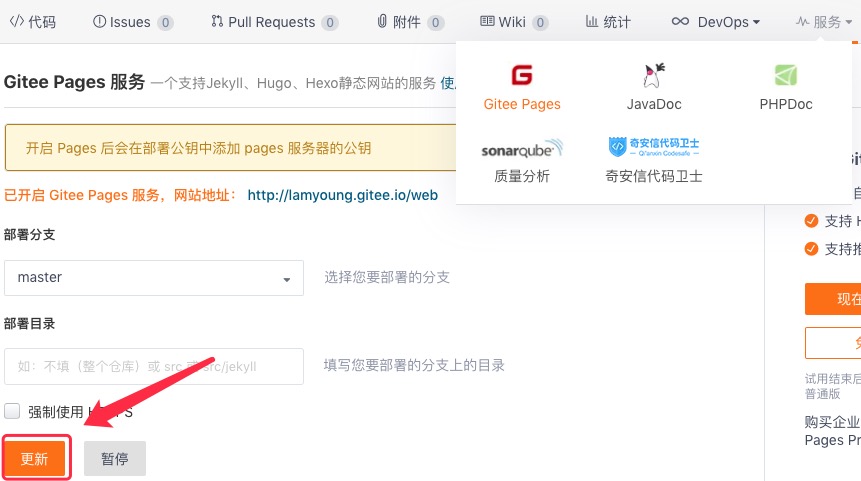 代码 Issues 0 Pull Requests 0 附件 0 Wiki 0 统计 DevOps 服务
Gitee Pages 服务 一个支持Jekyll、Hugo、Hexo静态网站的服务
Gitee Pages JavaDoc PHPDoc
开启 Pages 后会在部署公钥中添加 pages 服务器的公钥
sonarqube 奇安信代码卫士
Qi'anxin Codesafe
质量分析 奇安信代码卫士
已开启 Gitee Pages 服务，网站地址： http://lamyoung.gitee.io/web
部署分支
master 选择您要部署的分支
部署目录
如：不填（整个仓库）或 src 或 src/jekyll 填写您要部署的分支上的目录
强制使用 HTTPS
更新 暂停
支持
支持
现在
试用结束后
普通版
购买企业
Pages Pr